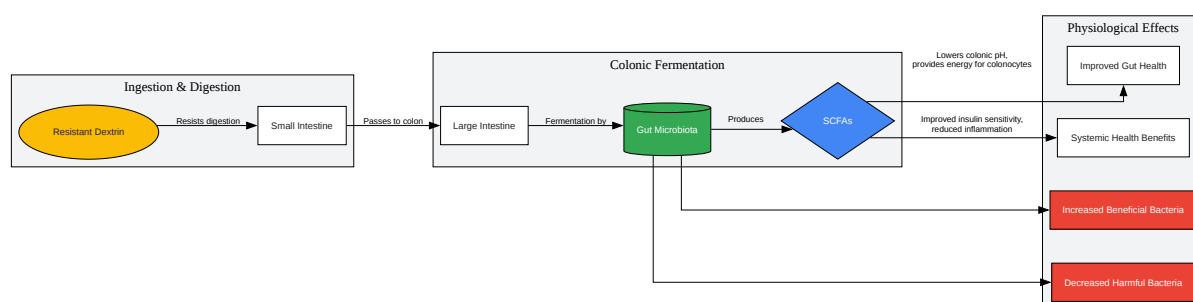 Ingestion & Digestion
Resistant Dextrin
Resists digestion
Small Intestine
Passes to colon
Colonic Fermentation
Large Intestine
Fermentation by
Gut Microbiota
Produces
SCFAs
Lowers colonic pH,
provides energy for colonocytes
Improved insulin sensitivity,
reduced inflammation
Physiological Effects
Improved Gut Health
Systemic Health Benefits
Increased Beneficial Bacteria
Decreased Harmful Bacteria